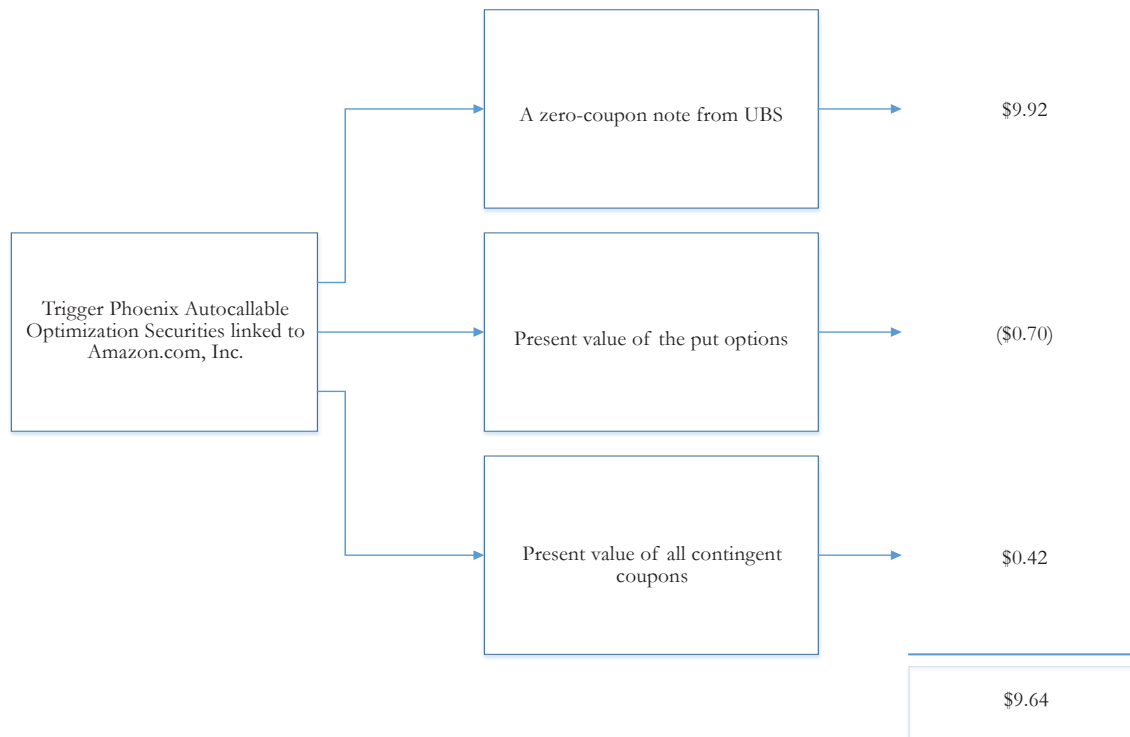 A zero-coupon note from UBS
$9.92
Trigger Phoenix Autocallable
Optimization Securities linked to
Amazon.com, Inc.
Present value of the put options
($0.70)
Present value of all contingent
coupons
$0.42
$9.64